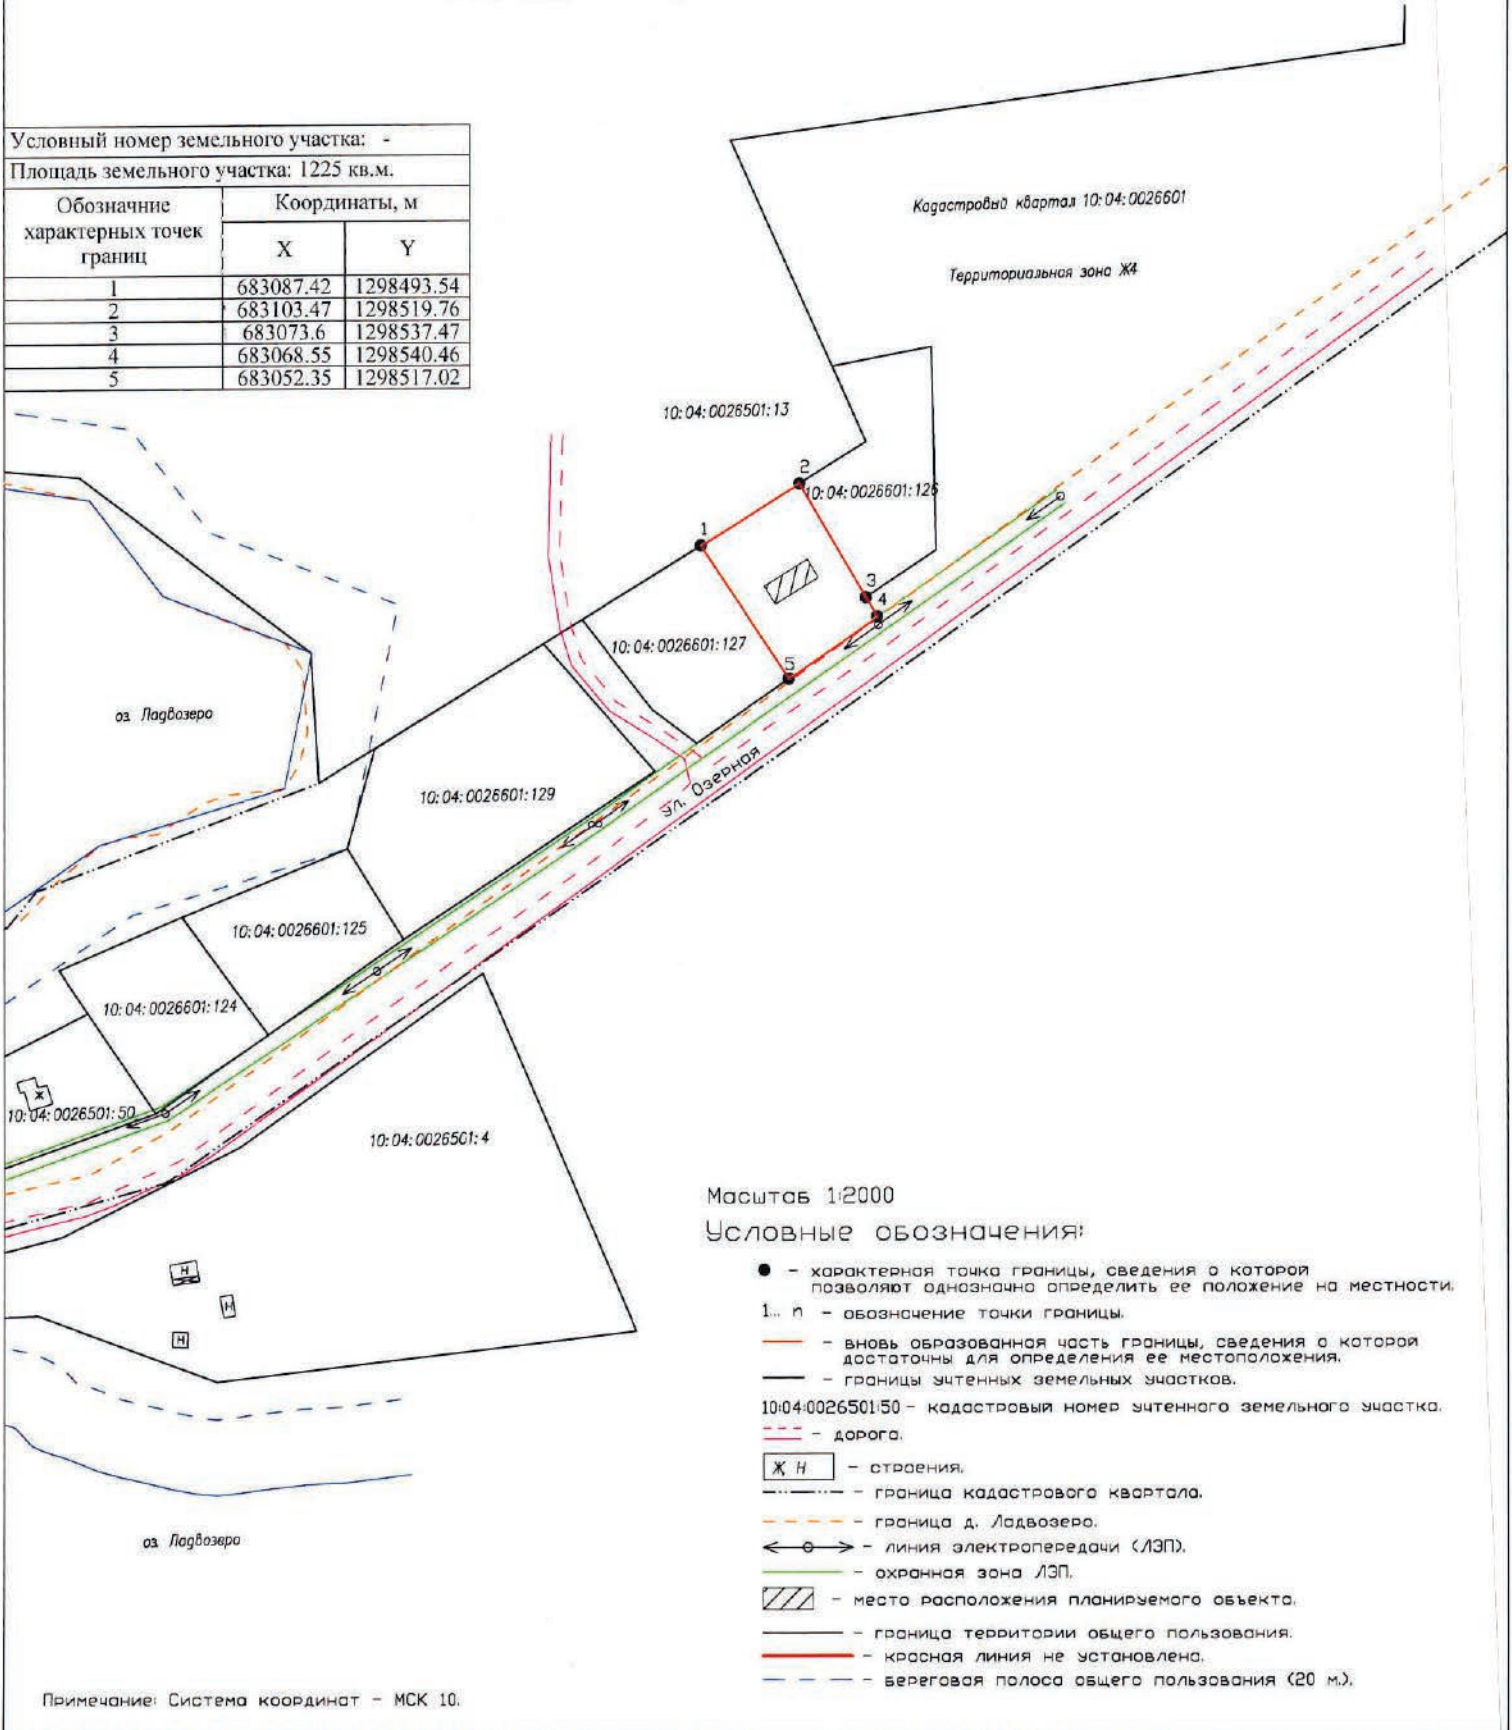 Условный номер земельного участка: -
Площадь земельного участка: 1225 кв.м.
Обозначние характерных точек границ
Координаты, м
X Y
1 683087.42 1298493.54
2 683103.47 1298519.76
3 683073.6 1298537.47
4 683068.55 1298540.46
5 683052.35 1298517.02
Кадастровый квартал 10:04:0026601
Территориальная зона Ж4
10:04:0026501:13
2
10:04:0026601:126
1
3
4
10:04:0026601:127
5
оз. Ладвозеро
ул. Озерная
10:04:0026601:129
10:04:0026601:125
10:04:0026601:124
Ж
10:04:0026501:50
10:04:0026501:4
Н
Н
Н
оз. Ладвозеро
Масштаб 1:2000
Условные обозначения:
- характерная точка границы, сведения о которой
позволяют однозначно определить ее положение на местности.
1... n - обозначение точки границы.
- вновь образованная часть границы, сведения о которой
достаточны для определения ее местоположения.
- границы учтенных земельных участков.
10:04:0026501:50 - кадастровый номер учтенного земельного участка.
- дорога.
Ж Н - строения.
- граница кадастрового квартала.
- граница д. Ладвозеро.
- линия электропередачи (ЛЭП).
- охранная зона ЛЭП.
- место расположения планируемого объекта.
- граница территории общего пользования.
- красная линия не установлена.
- береговая полоса общего пользования (20 м.).
Примечание: Система координат - МСК 10.